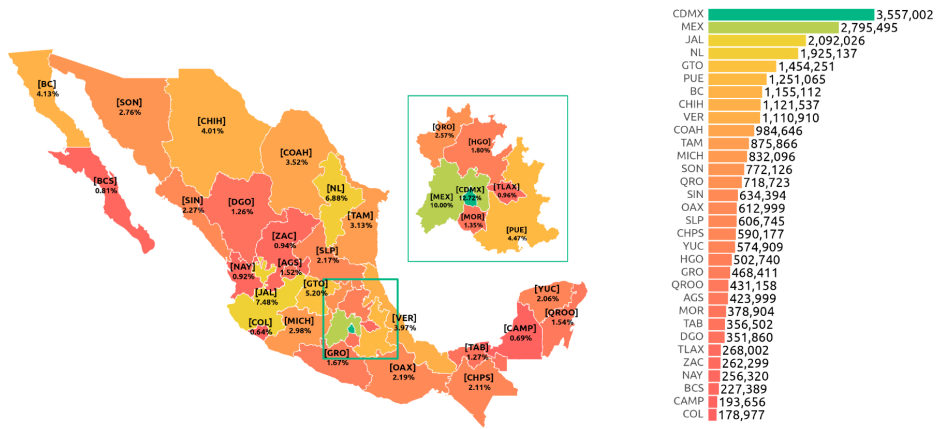 [BC]
4.13%
[SON]
2.76%
[CHIH]
4.01%
[COAH]
3.52%
[BCS]
0.81%
[SIN]
2.27%
[DGO]
1.26%
[NL]
6.88%
[TAM]
3.13%
[ZAC]
0.94%
[SLP]
2.17%
[NAY]
0.92%
[AGS]
1.52%
[JAL]
7.48%
[GTO]
5.20%
[COL]
0.64%
[MICH]
2.98%
[VER]
3.97%
[GRO]
1.67%
[OAX]
2.19%
[TAB]
1.27%
[CHPS]
2.11%
[CAMP]
0.69%
[YUC]
2.06%
[QROO]
1.54%
[QRO]
2.57%
[HGO]
1.80%
[MEX]
10.00%
[CDMX]
12.72%
[TLAX]
0.96%
[MOR]
1.35%
[PUE]
4.47%
CDMX 3,557,002
MEX 2,795,495
JAL 2,092,026
NL 1,925,137
GTO 1,454,251
PUE 1,251,065
BC 1,155,112
CHIH 1,121,537
VER 1,110,910
COAH 984,646
TAM 875,866
MICH 832,096
SON 772,126
QRO 718,723
SIN 634,394
OAX 612,999
SLP 606,745
CHPS 590,177
YUC 574,909
HGO 502,740
GRO 468,411
QROO 431,158
AGS 423,999
MOR 378,904
TAB 356,502
DGO 351,860
TLAX 268,002
ZAC 262,299
NAY 256,320
BCS 227,389
CAMP 193,656
COL 178,977